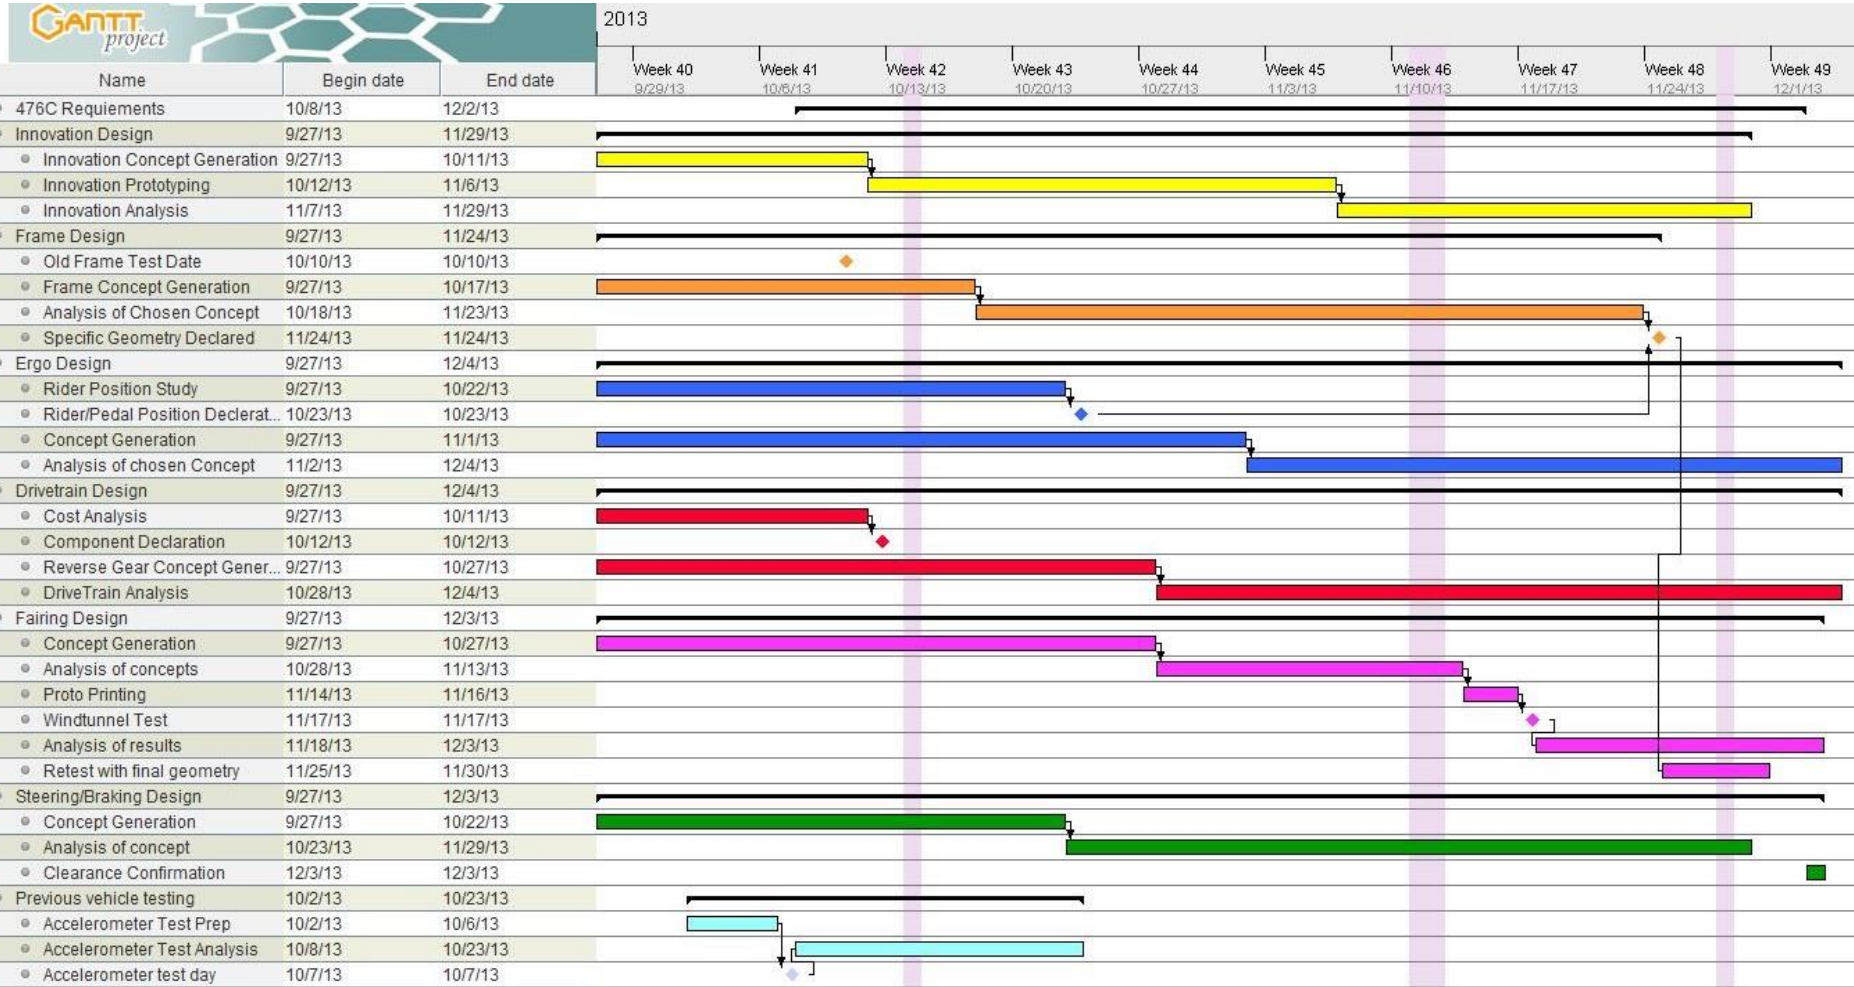 GANTT
project
2013
Name Begin date End date
Week 40 Week 41 Week 42 Week 43 Week 44 Week 45 Week 46 Week 47 Week 48 Week 49
9/29/13 10/6/13 10/13/13 10/20/13 10/27/13 11/3/13 11/10/13 11/17/13 11/24/13 12/1/13
476C Requiements 10/8/13 12/2/13
Innovation Design 9/27/13 11/29/13
Innovation Concept Generation 9/27/13 10/11/13
Innovation Prototyping 10/12/13 11/6/13
Innovation Analysis 11/7/13 11/29/13
Frame Design 9/27/13 11/24/13
Old Frame Test Date 10/10/13 10/10/13
Frame Concept Generation 9/27/13 10/17/13
Analysis of Chosen Concept 10/18/13 11/23/13
Specific Geometry Declared 11/24/13 11/24/13
Ergo Design 9/27/13 12/4/13
Rider Position Study 9/27/13 10/22/13
Rider/Pedal Position Declerat... 10/23/13 10/23/13
Concept Generation 9/27/13 11/1/13
Analysis of chosen Concept 11/2/13 12/4/13
Drivetrain Design 9/27/13 12/4/13
Cost Analysis 9/27/13 10/11/13
Component Declaration 10/12/13 10/12/13
Reverse Gear Concept Gener... 9/27/13 10/27/13
DriveTrain Analysis 10/28/13 12/4/13
Fairing Design 9/27/13 12/3/13
Concept Generation 9/27/13 10/27/13
Analysis of concepts 10/28/13 11/13/13
Proto Printing 11/14/13 11/16/13
Windtunnel Test 11/17/13 11/17/13
Analysis of results 11/18/13 12/3/13
Retest with final geometry 11/25/13 11/30/13
Steering/Braking Design 9/27/13 12/3/13
Concept Generation 9/27/13 10/22/13
Analysis of concept 10/23/13 11/29/13
Clearance Confirmation 12/3/13 12/3/13
Previous vehicle testing 10/2/13 10/23/13
Accelerometer Test Prep 10/2/13 10/6/13
Accelerometer Test Analysis 10/8/13 10/23/13
Accelerometer test day 10/7/13 10/7/13